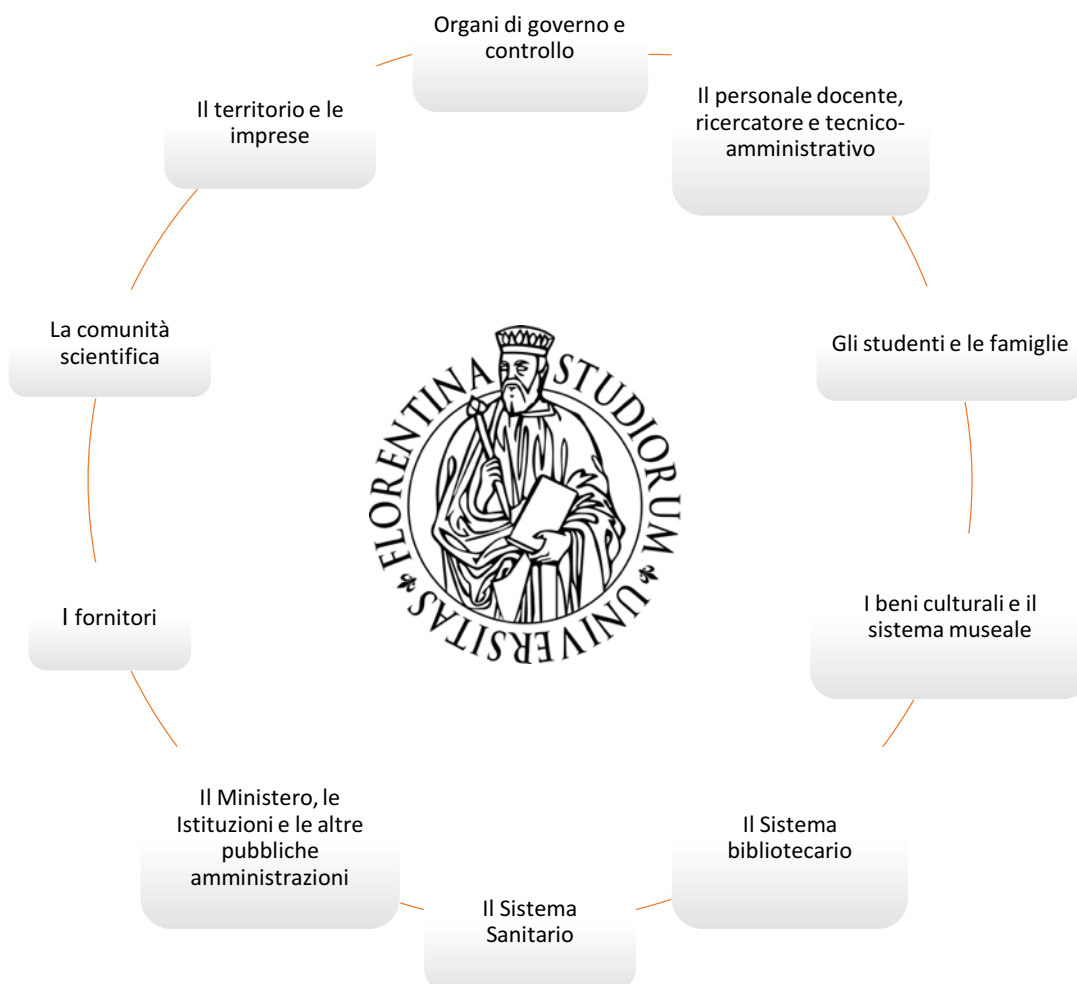 Organi di governo e
controllo
Il personale docente,
ricercatore e tecnico-
amministrativo
Gli studenti e le famiglie
I beni culturali e il
sistema museale
Il Sistema
bibliotecario
Il Sistema
Sanitario
Il Ministero, le
Istituzioni e le altre
pubbliche
amministrazioni
I fornitori
La comunità
scientifica
Il territorio e le
imprese
FLORENTINA STUDIORUM UNIVERSITAS